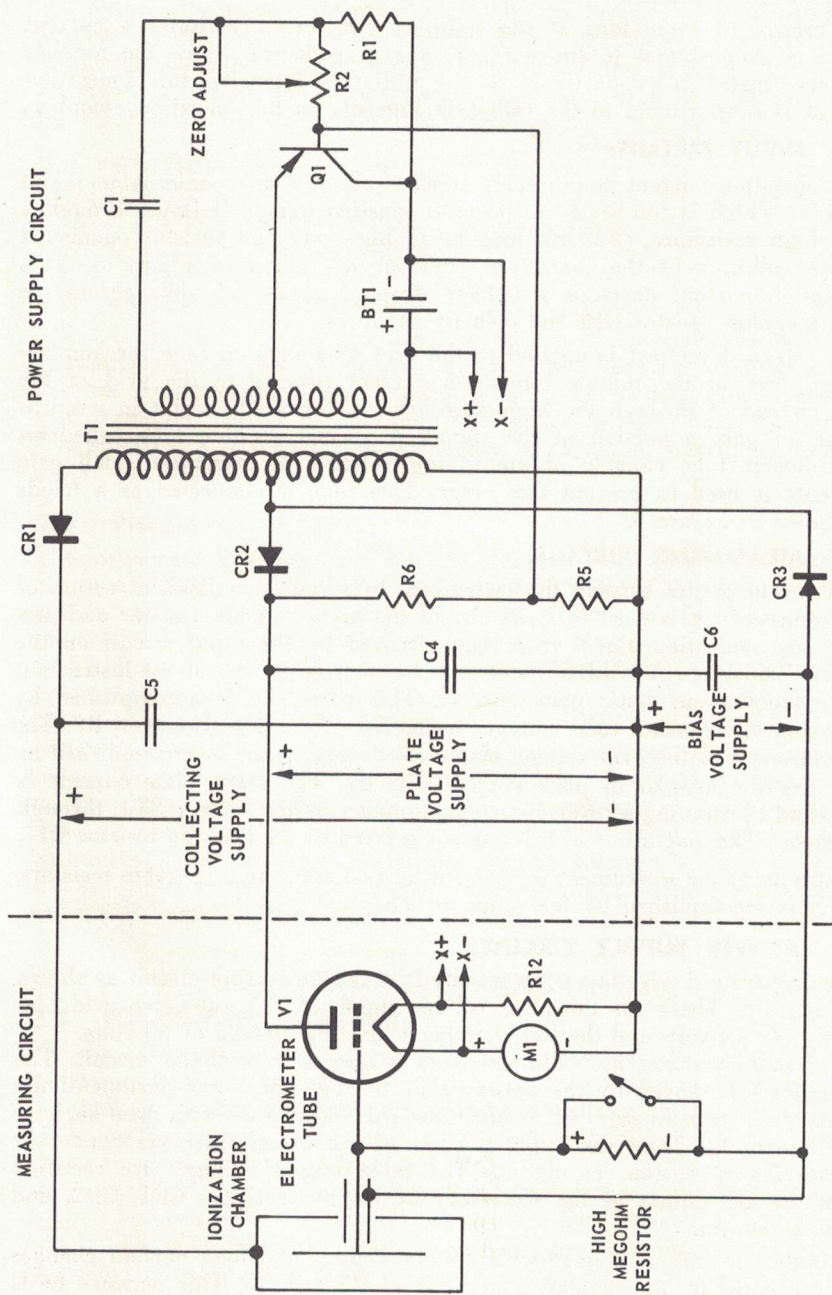 MEASURING CIRCUIT
POWER SUPPLY CIRCUIT
C1
ZERO ADJUST
R1
R2
Q1
BT1
+
-
X+
X-
T1
CR1
CR2
CR3
R6
R5
C5
C4
C6
+
COLLECTING
VOLTAGE
SUPPLY
-
+
PLATE
VOLTAGE
SUPPLY
-
+
BIAS
VOLTAGE
SUPPLY
-
IONIZATION
CHAMBER
ELECTROMETER
TUBE
V1
X+
X-
R12
+
M1
-
+
-
HIGH
MEGOHM
RESISTOR